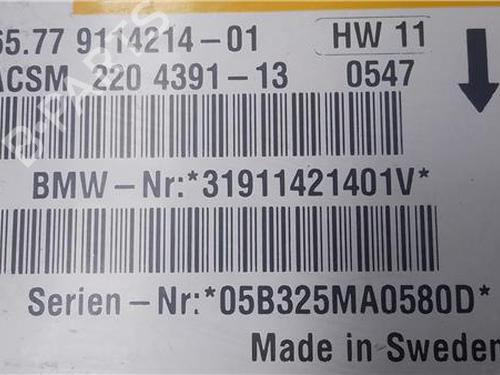 65.77 9114214-01 HW 11
ACSM 220 4391-13 0547
BMW-Nr:*31911421401V*
Serien-Nr:*05B325MA0580D*
Made in Sweden
B-PARTS